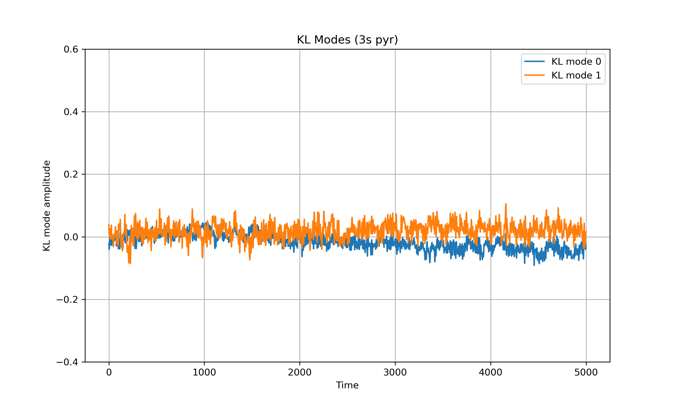 KL Modes (3s pyr)
KL mode 0
KL mode 1
KL mode amplitude
0.6
0.4
0.2
0.0
−0.2
−0.4
0 1000 2000 3000 4000 5000
Time